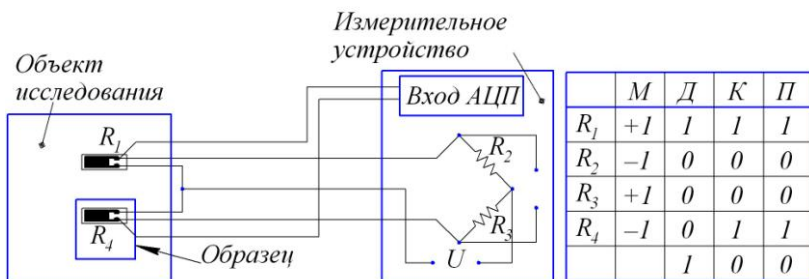 Измерительное
устройство
Объект
исследования
Вход АЦП
R1
R2
R3
R4
U
Образец
М Д К П
R1 +1 1 1 1
R2 –1 0 0 0
R3 +1 0 0 0
R4 –1 0 1 1
1 0 0